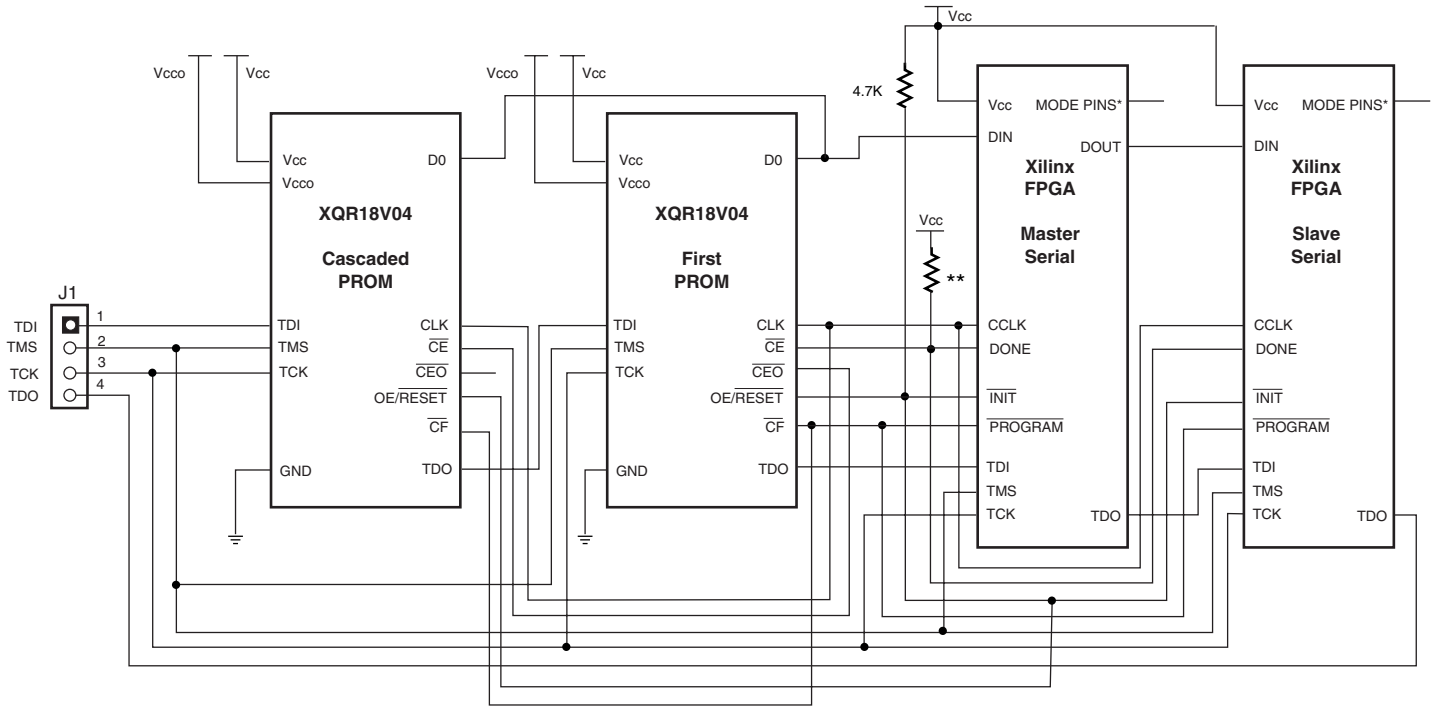 Vcc
Vcco
Vcc
Vcco
Vcc
4.7K
Vcc
D0
Vcco
XQR18V04
Cascaded
PROM
TDI
CLK
TMS
CE
TCK
CEO
OE/RESET
CF
GND
TDO
Vcc
D0
Vcco
XQR18V04
First
PROM
TDI
CLK
TMS
CE
TCK
CEO
OE/RESET
CF
GND
TDO
Vcc
**
Vcc
MODE PINS*
DIN
DOUT
Xilinx
FPGA
Master
Serial
CCLK
DONE
INIT
PROGRAM
TDI
TMS
TCK
TDO
Vcc
MODE PINS*
DIN
Xilinx
FPGA
Slave
Serial
CCLK
DONE
INIT
PROGRAM
TDI
TMS
TCK
TDO
J1
TDI 1
TMS 2
TCK 3
TDO 4